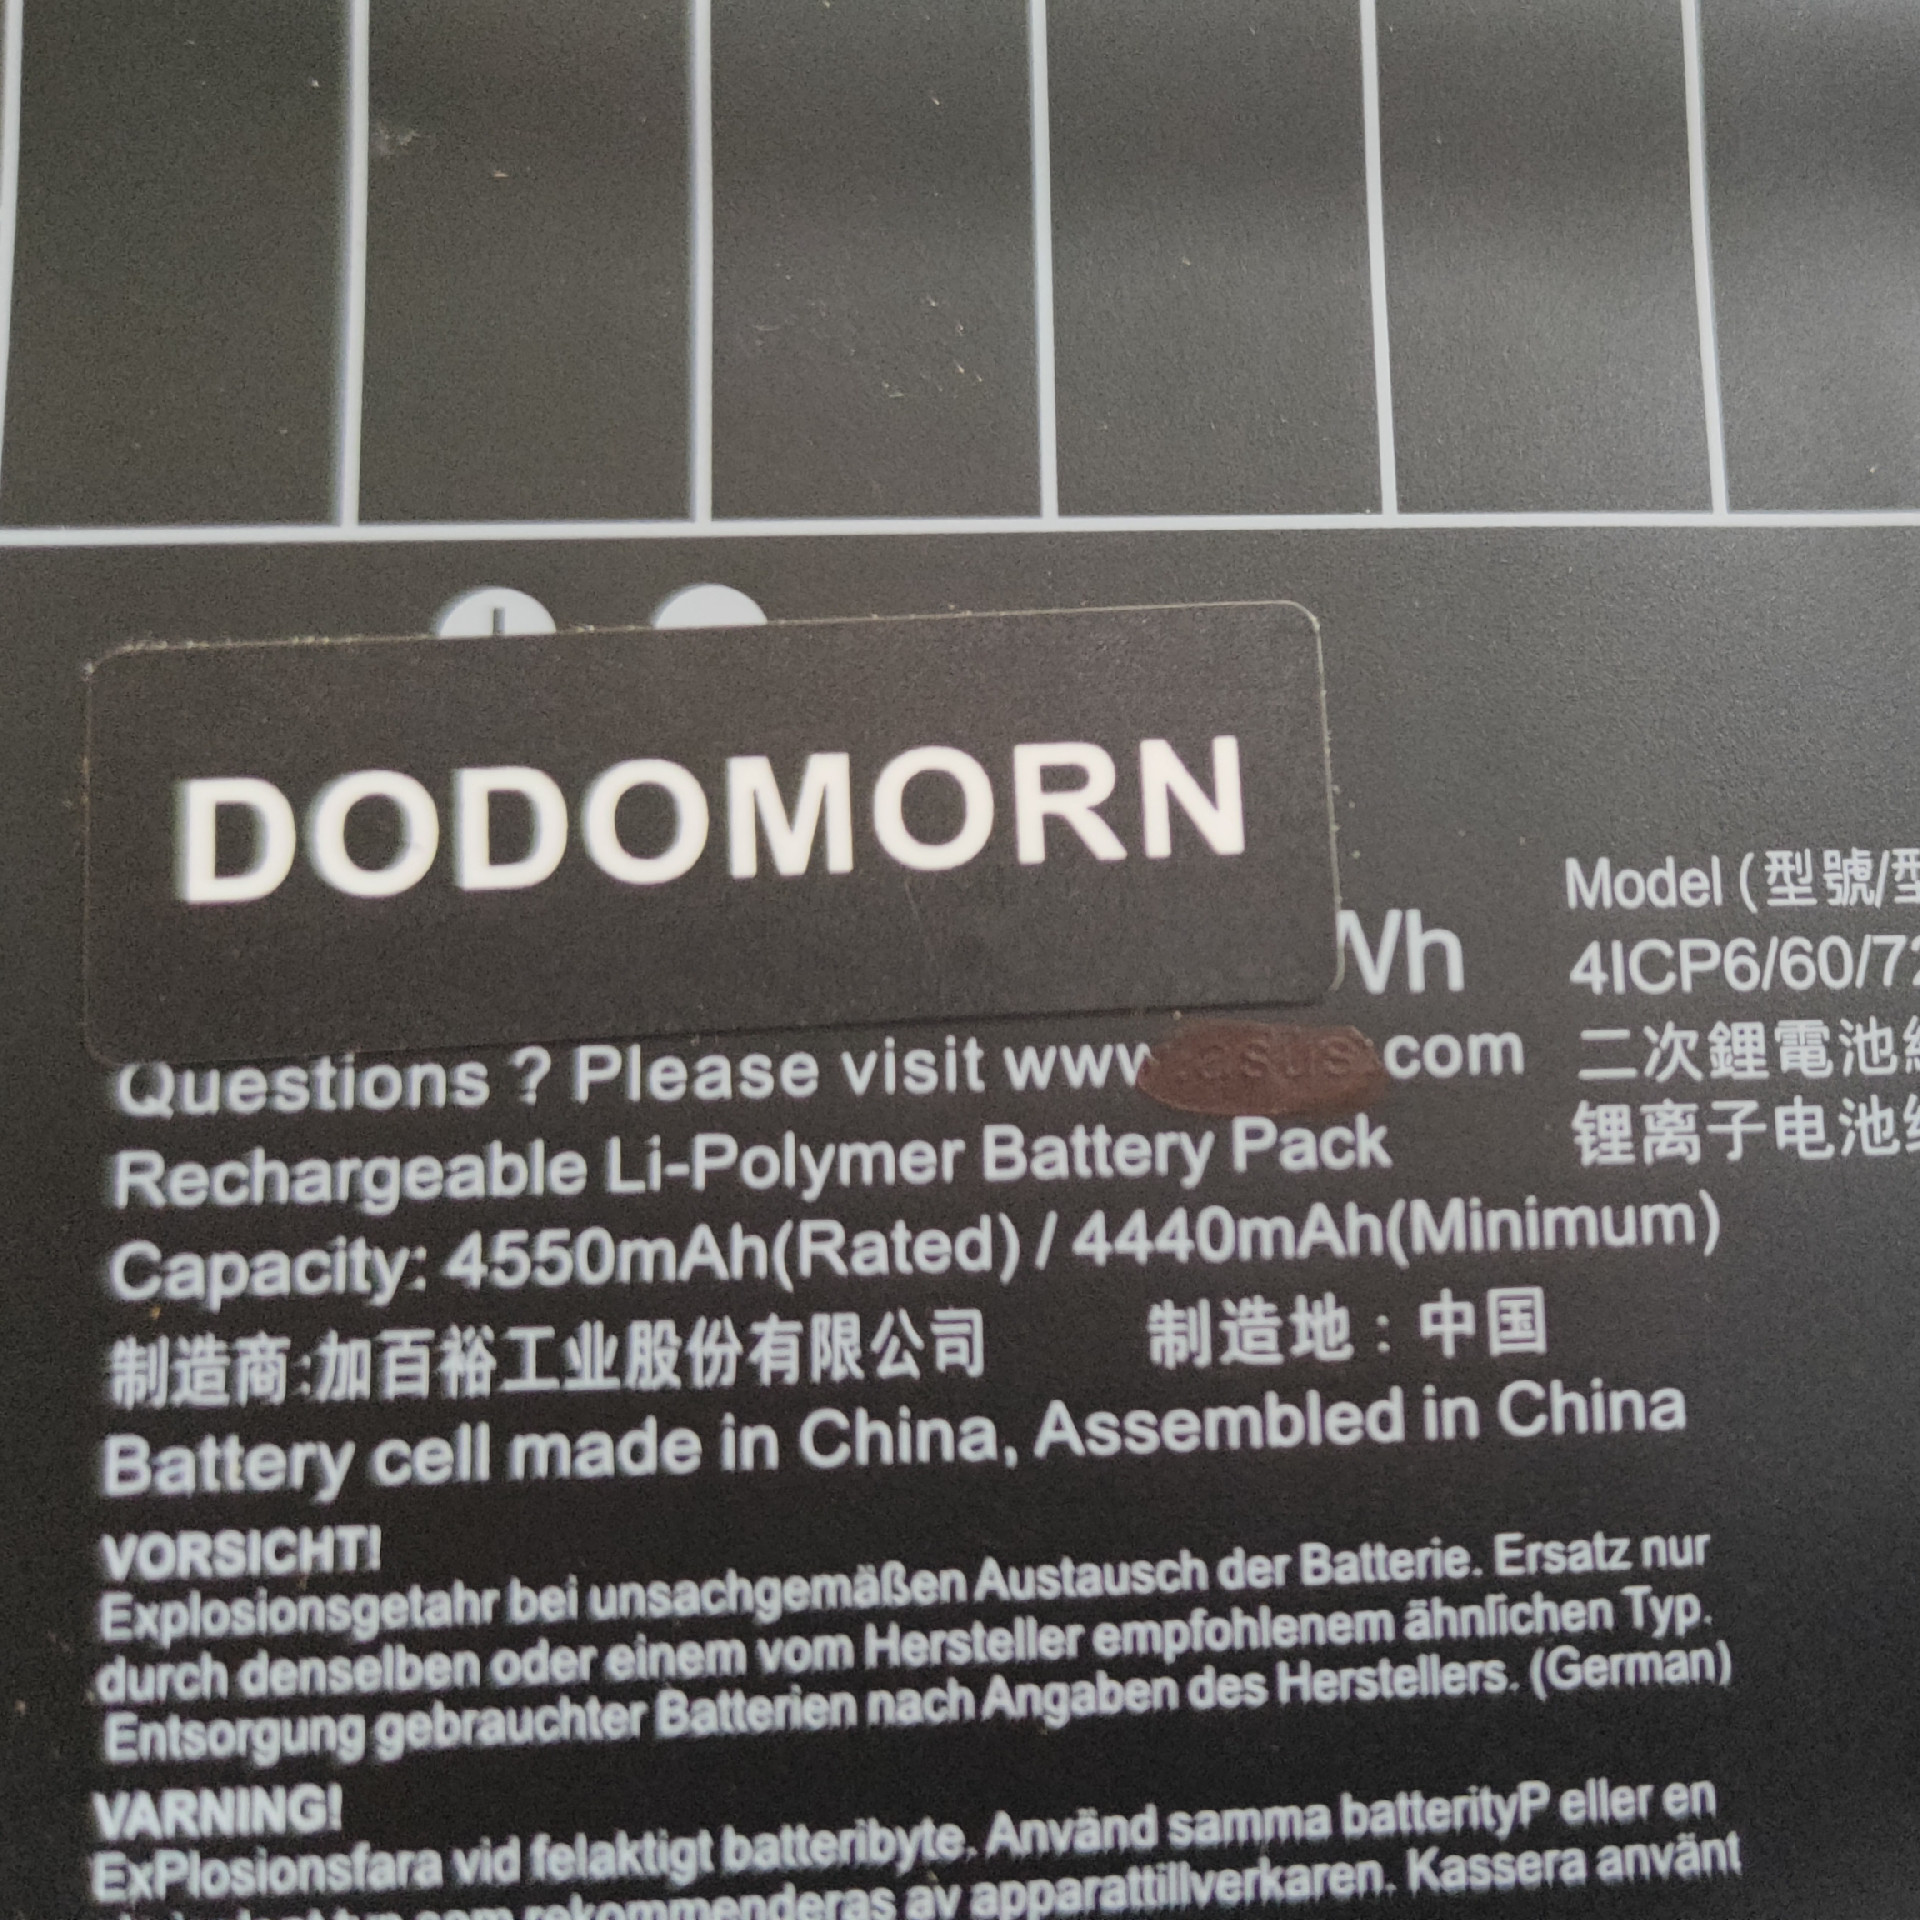 DODOMORN
Wh
Questions ? Please visit www.asus.com
Rechargeable Li-Polymer Battery Pack
Capacity: 4550mAh(Rated) / 4440mAh(Minimum)
制造商:加百裕工业股份有限公司 制造地：中国
Battery cell made in China, Assembled in China
Model (型號/型
4ICP6/60/72
二次鋰電池組
锂离子电池组
VORSICHT!
Explosionsgetahr bei unsachgemäßen Austausch der Batterie. Ersatz nur
durch denselben oder einem vom Hersteller empfohlenem ähnlichen Typ.
Entsorgung gebrauchter Batterien nach Angaben des Herstellers. (German)
VARNING!
ExPlosionsfara vid felaktigt batteribyte. Använd samma batterityP eller en
som rekommenderas av apparattillverkaren. Kassera använt